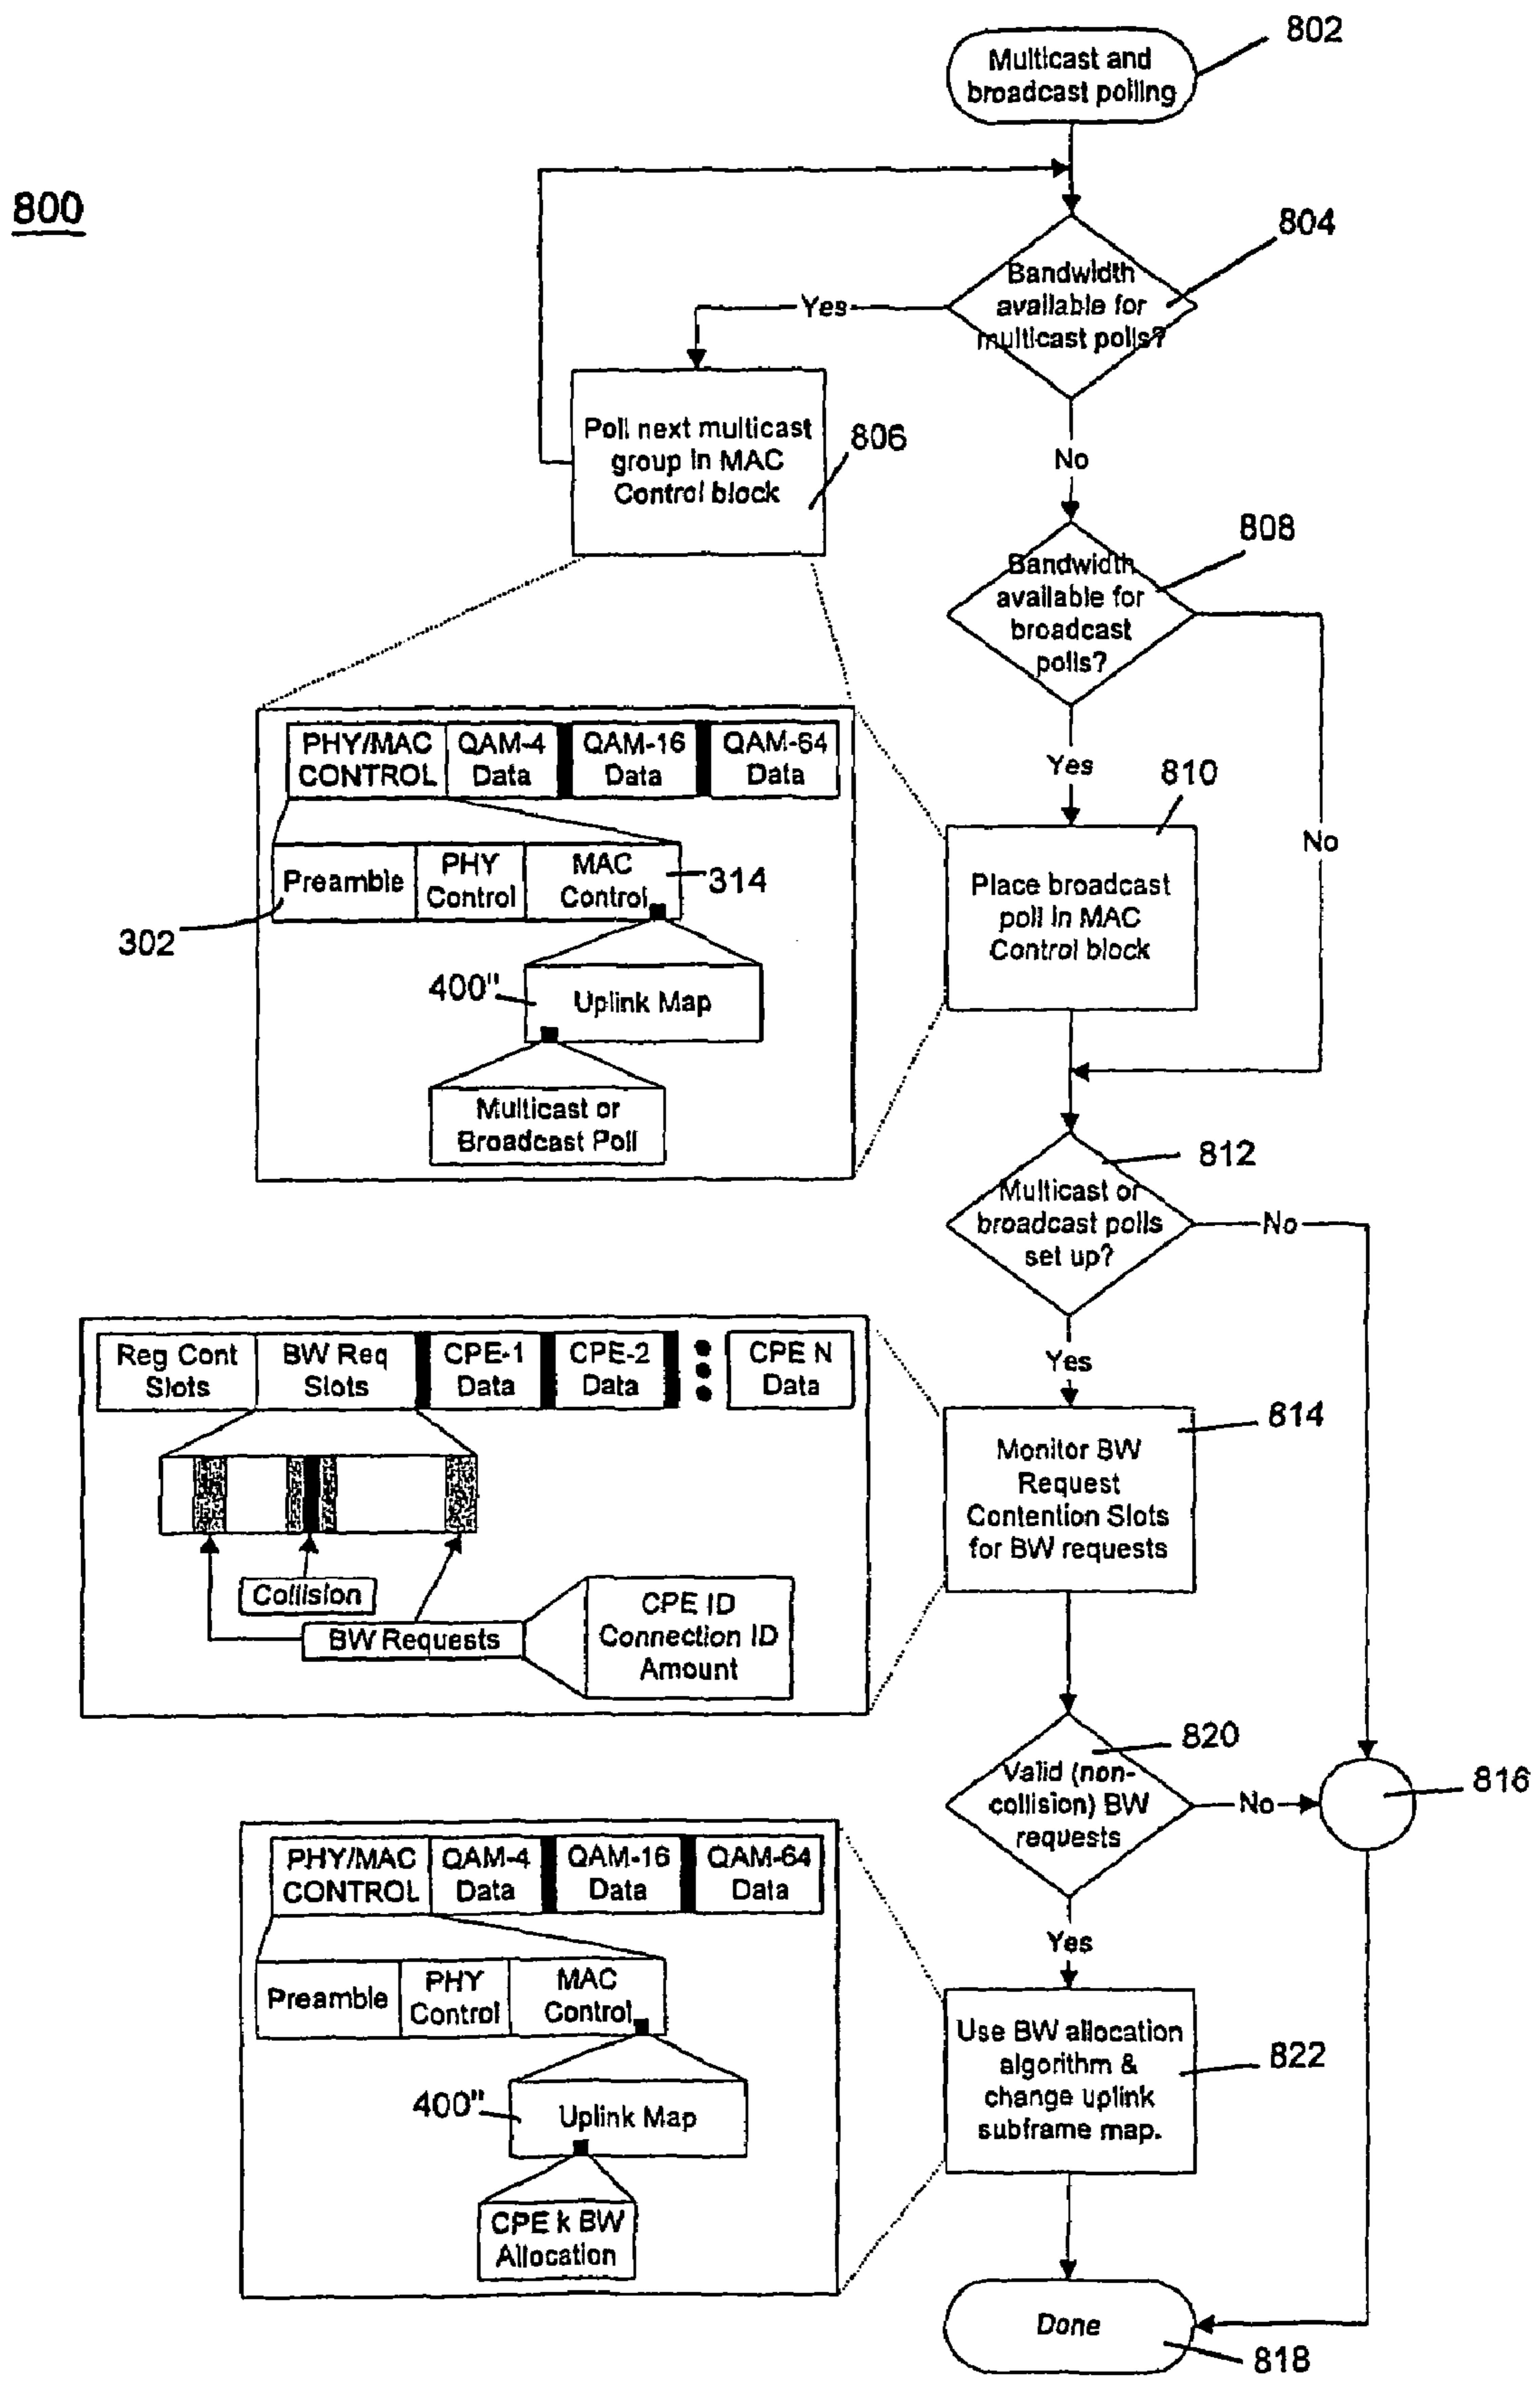 802
Multicast and
broadcast polling
800
804
Bandwidth
available for
multicast polls?
Yes
Poll next multicast
group in MAC
Control block
806
No
808
Bandwidth
available for
broadcast
polls?
Yes
No
810
Place broadcast
poll in MAC
Control block
PHY/MAC
CONTROL
QAM-4
Data
QAM-16
Data
QAM-64
Data
Preamble
PHY
Control
MAC
Control
314
302
400"
Uplink Map
Multicast or
Broadcast Poll
812
Multicast or
broadcast polls
set up?
No
Yes
Reg Cont
Slots
BW Req
Slots
CPE-1
Data
CPE-2
Data
CPE N
Data
814
Monitor BW
Request
Contention Slots
for BW requests
Collision
BW Requests
CPE ID
Connection ID
Amount
820
Valid (non-
collision) BW
requests
No
816
Yes
PHY/MAC
CONTROL
QAM-4
Data
QAM-16
Data
QAM-64
Data
Preamble
PHY
Control
MAC
Control
400"
Uplink Map
CPE k BW
Allocation
Use BW allocation
algorithm &
change uplink
subframe map.
822
Done
818